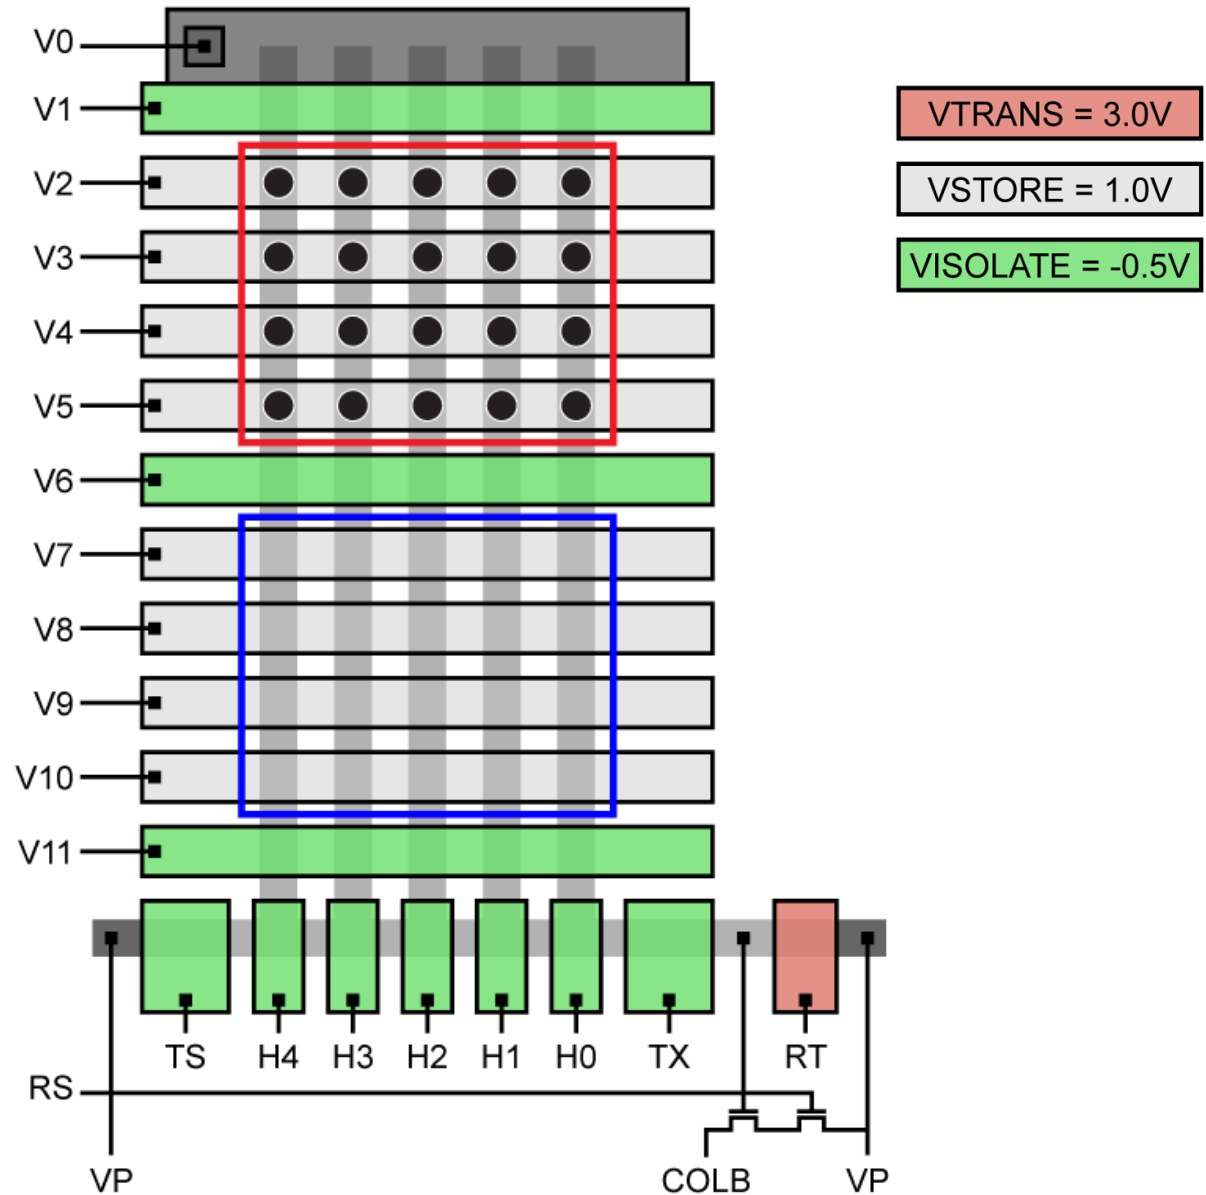 V0
V1
VTRANS = 3.0V
V2
VSTORE = 1.0V
V3
VISOLATE = -0.5V
V4
V5
V6
V7
V8
V9
V10
V11
TS H4 H3 H2 H1 H0 TX RT
RS
VP COLB VP